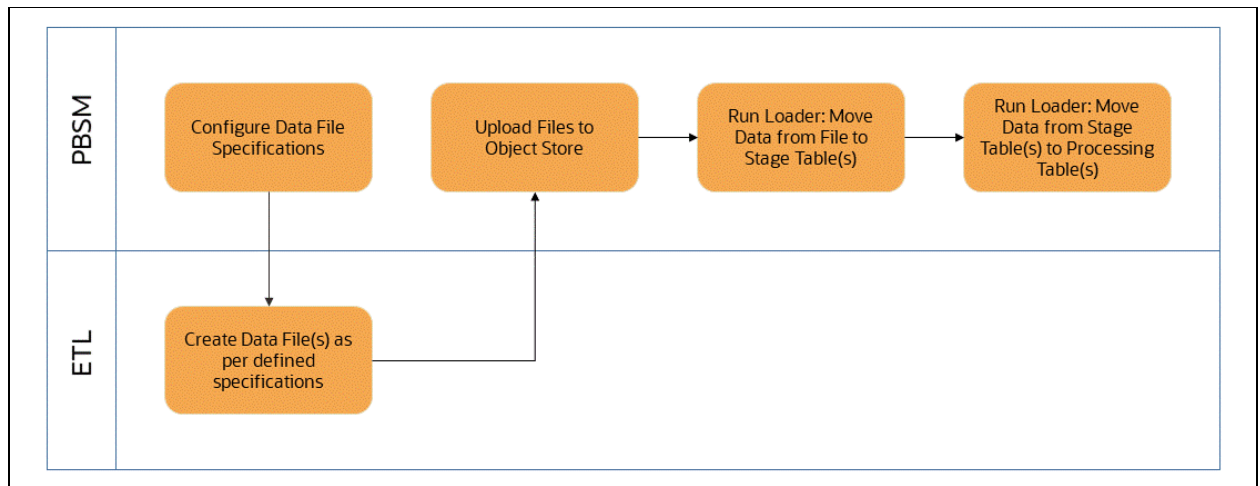 PBSM
Configure Data File
Specifications
Upload Files to
Object Store
Run Loader: Move
Data from File to
Stage Table(s)
Run Loader: Move
Data from Stage
Table(s) to Processing
Table(s)
ETL
Create Data File(s) as
per defined
specifications